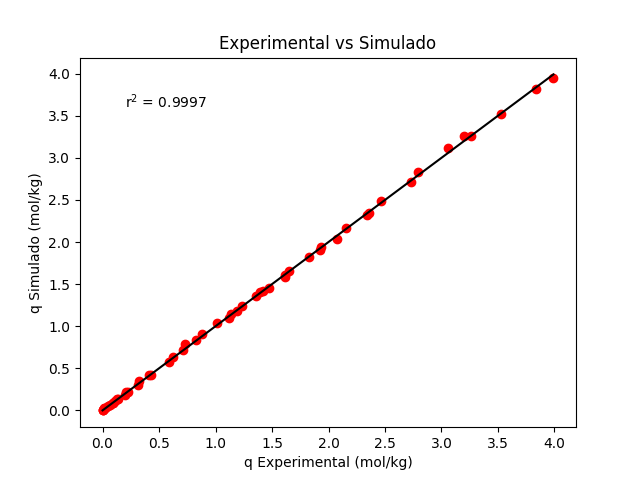 Experimental vs Simulado
r² = 0.9997
q Simulado (mol/kg)
4.0
3.5
3.0
2.5
2.0
1.5
1.0
0.5
0.0
0.0 0.5 1.0 1.5 2.0 2.5 3.0 3.5 4.0
q Experimental (mol/kg)